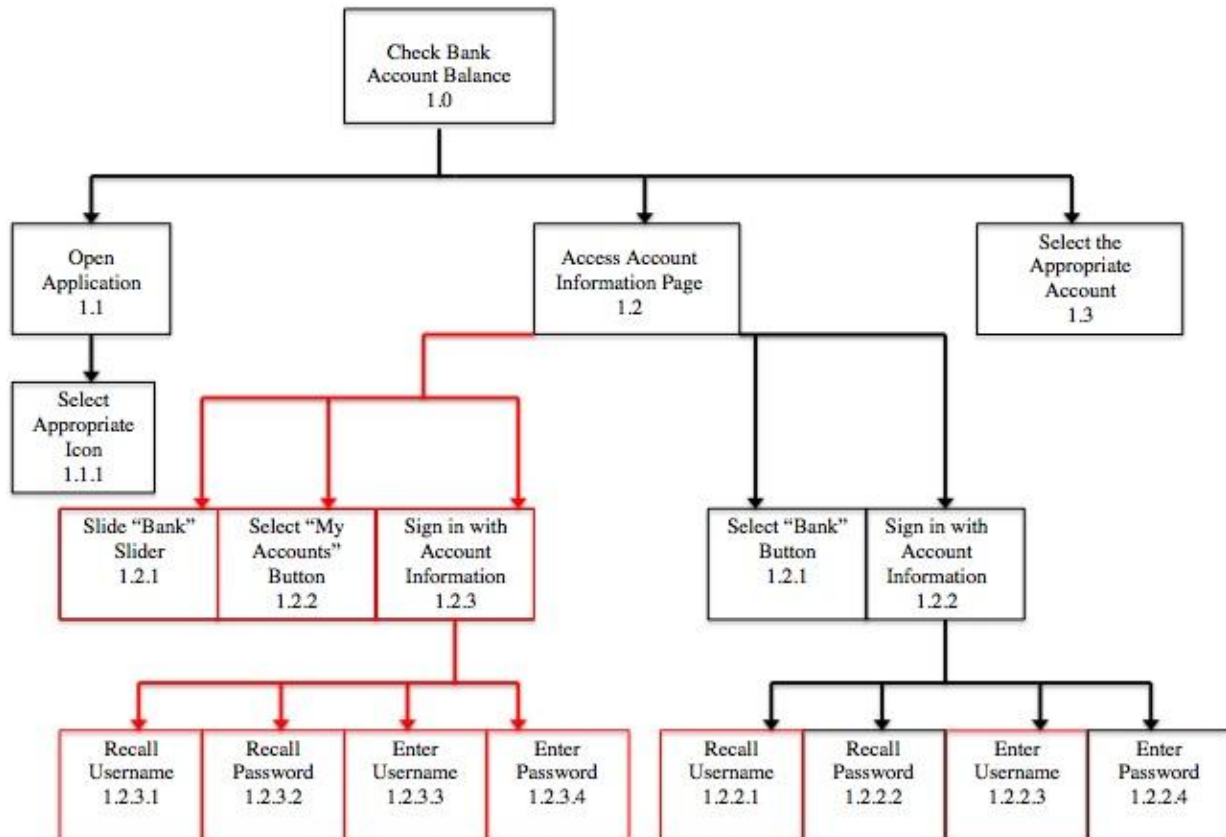 Check Bank
Account Balance
1.0
Open
Application
1.1
Access Account
Information Page
1.2
Select the
Appropriate
Account
1.3
Select
Appropriate
Icon
1.1.1
Slide “Bank”
Slider
1.2.1
Select “My
Accounts”
Button
1.2.2
Sign in with
Account
Information
1.2.3
Select “Bank”
Button
1.2.1
Sign in with
Account
Information
1.2.2
Recall
Username
1.2.3.1
Recall
Password
1.2.3.2
Enter
Username
1.2.3.3
Enter
Password
1.2.3.4
Recall
Username
1.2.2.1
Recall
Password
1.2.2.2
Enter
Username
1.2.2.3
Enter
Password
1.2.2.4